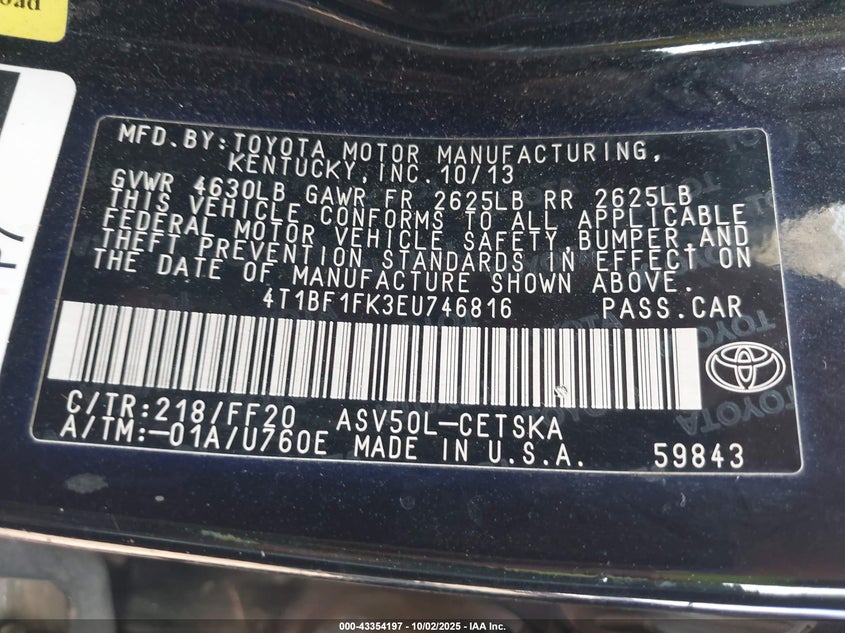 oad
MFD.BY:TOYOTA MOTOR MANUFACTURING,
KENTUCKY, INC. 10/13
GVWR 4630LB GAWR FR 2625LB RR 2625LB
THIS VEHICLE CONFORMS TO ALL APPLICABLE
FEDERAL MOTOR VEHICLE SAFETY, BUMPER, AND
THEFT PREVENTION STANDARDS IN EFFECT ON
THE DATE OF MANUFACTURE SHOWN ABOVE.
4T1BF1FK3EU746816 PASS.CAR
C/TR:218/FF20 ASV50L-CETSKA
A/TM:-01A/U760E MADE IN U.S.A. 59843
000-43354197 - 10/02/2025 - IAA Inc.